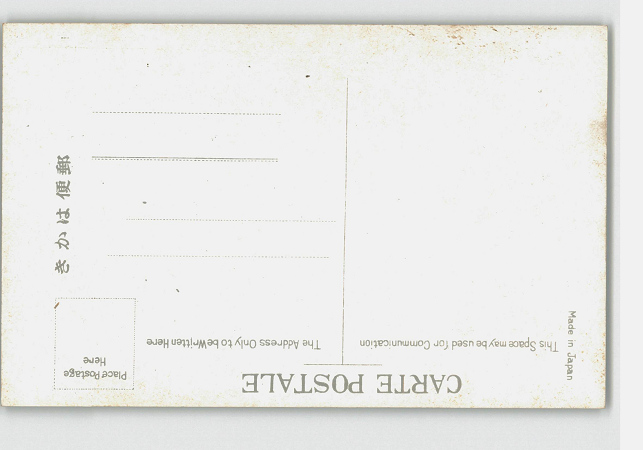 CARTE POSTALE
This Space may be used for Communication
The Address Only to be Written Here
Place Postage
Here
郵便はかき
Made in Japan